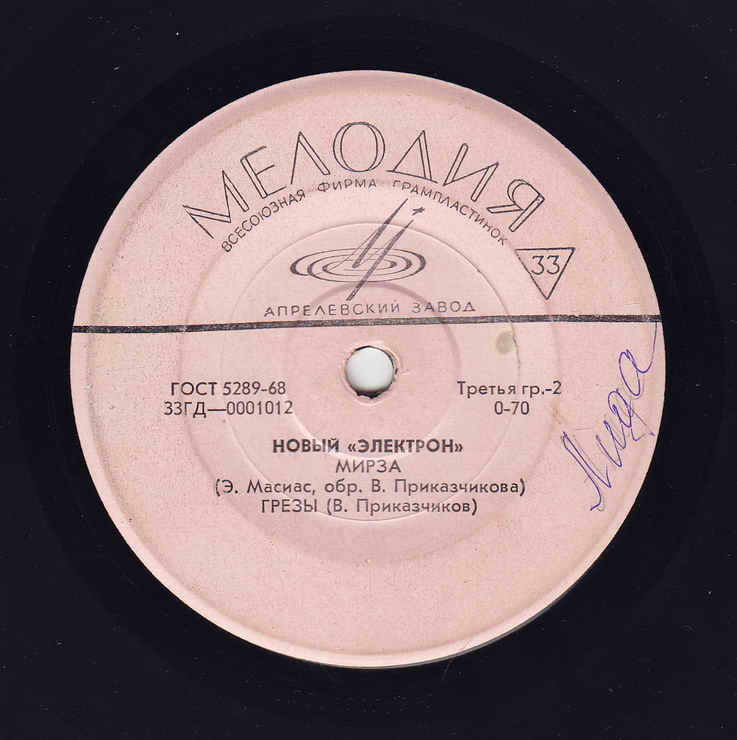 МЕЛОДИЯ
ВСЕСОЮЗНАЯ ФИРМА ГРАМПЛАСТИНОК
33
АПРЕЛЕВСКИЙ ЗАВОД
ГОСТ 5289-68
Третья гр.-2
33ГД—0001012
0-70
НОВЫЙ «ЭЛЕКТРОН»
МИРЗА
(Э. Масиас, обр. В. Приказчикова)
ГРЕЗЫ (В. Приказчиков)
Лида